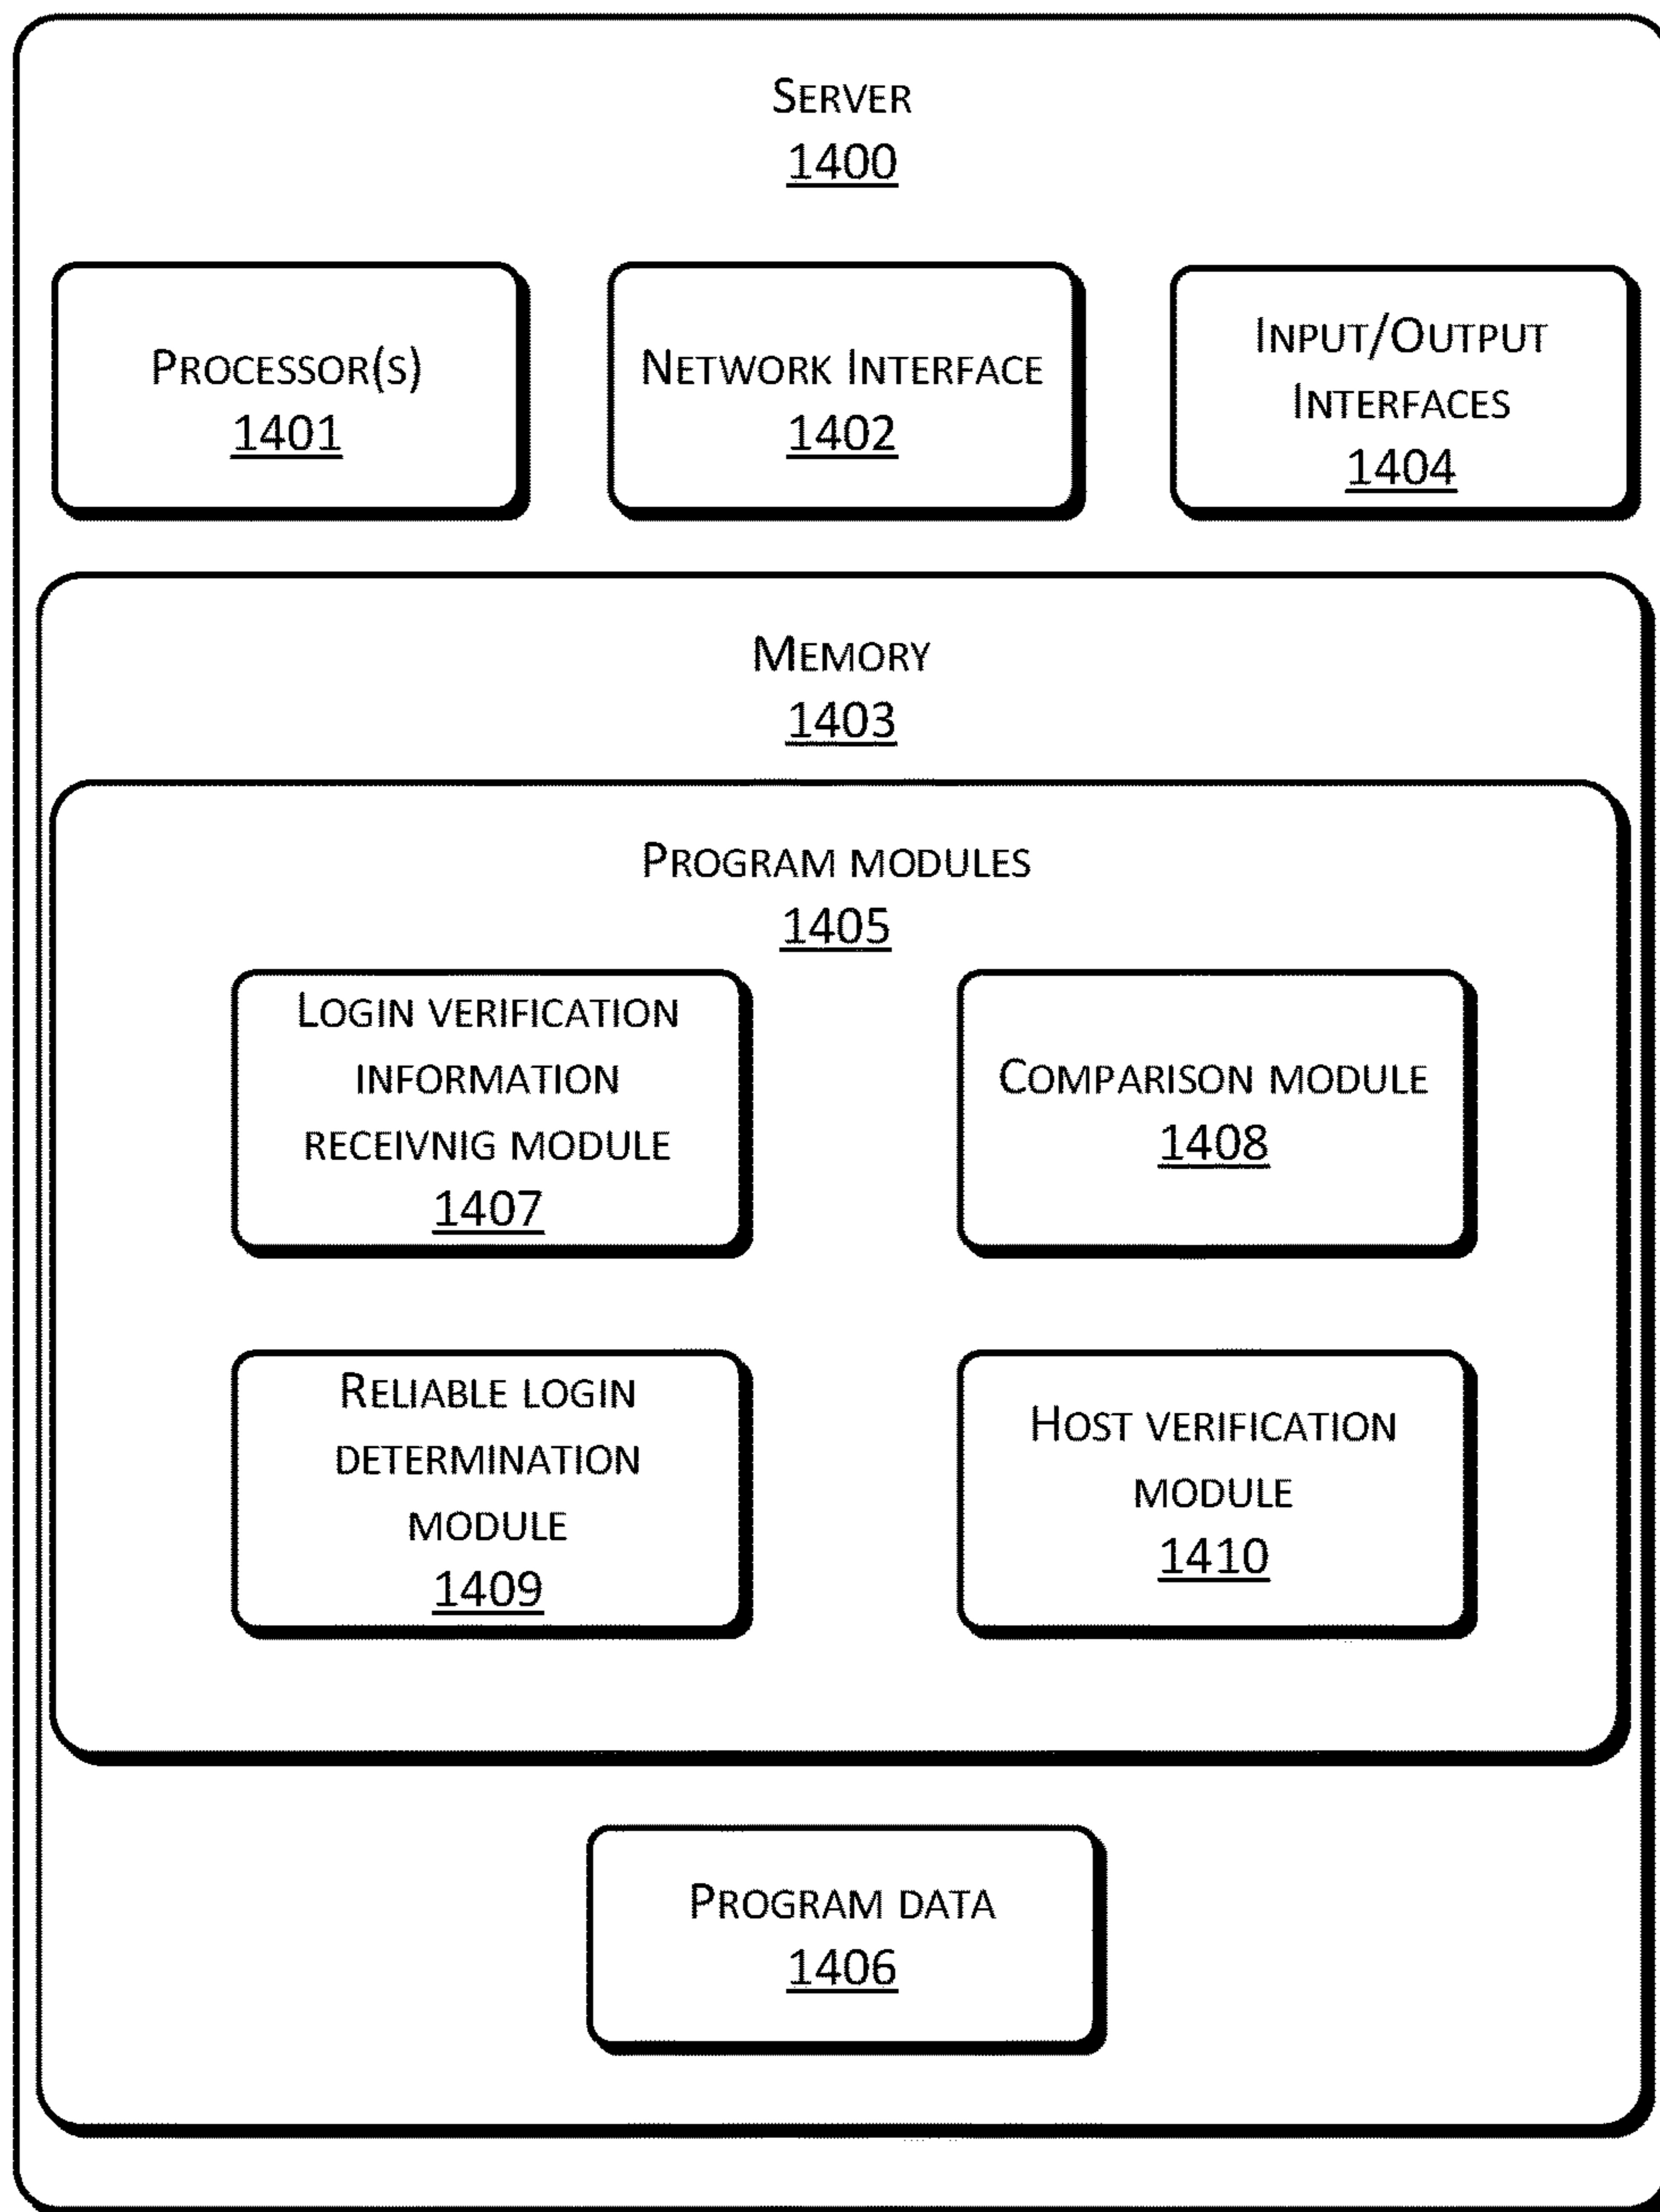 SERVER
1400
PROCESSOR(S)
1401
NETWORK INTERFACE
1402
INPUT/OUTPUT
INTERFACES
1404
MEMORY
1403
PROGRAM MODULES
1405
LOGIN VERIFICATION
INFORMATION
RECEIVNIG MODULE
1407
COMPARISON MODULE
1408
RELIABLE LOGIN
DETERMINATION
MODULE
1409
HOST VERIFICATION
MODULE
1410
PROGRAM DATA
1406